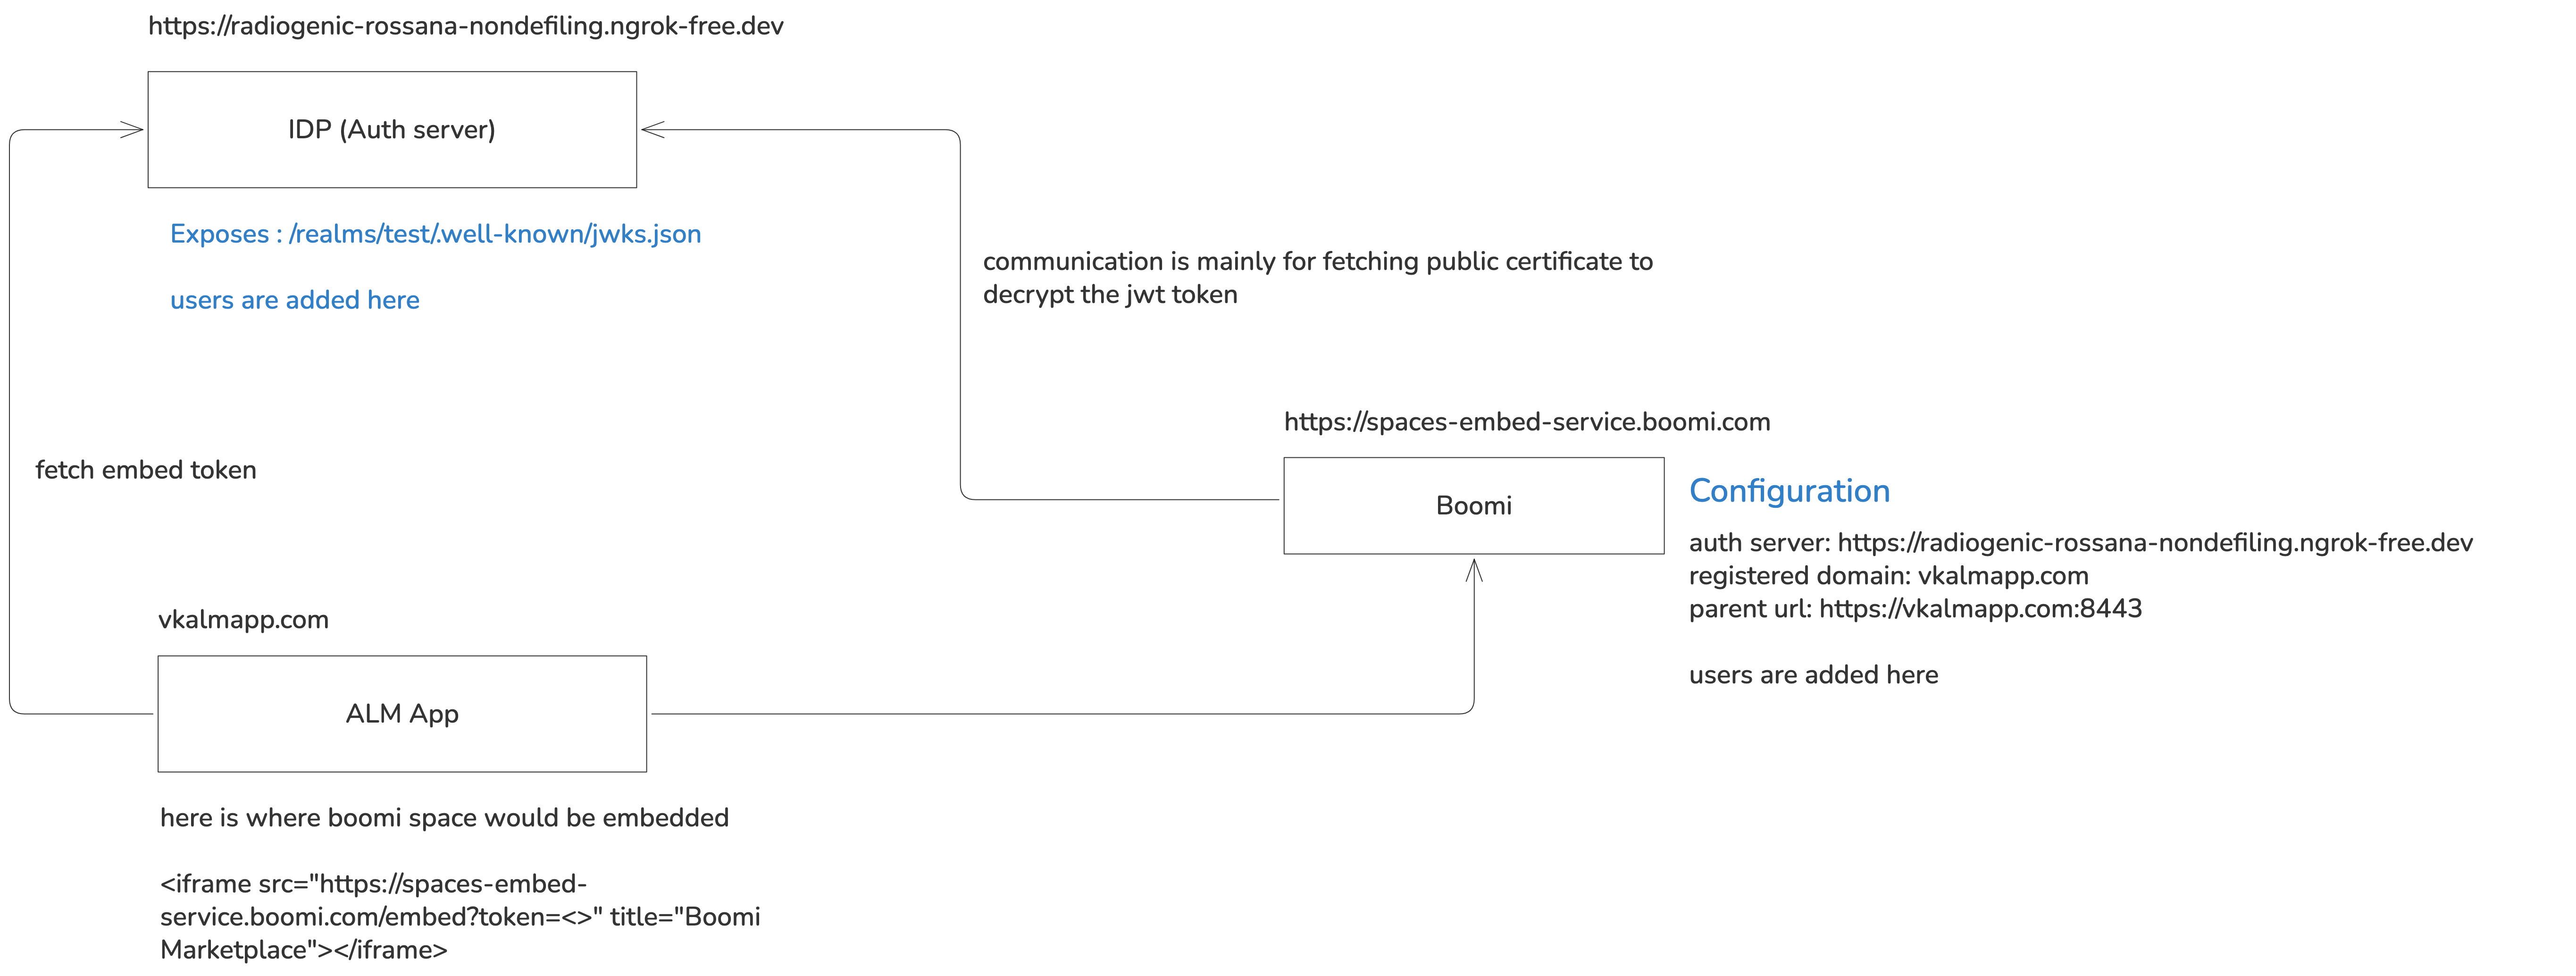 https://radiogenic-rossana-nondefiling.ngrok-free.dev
IDP (Auth server)
Exposes : /realms/test/.well-known/jwks.json
users are added here
communication is mainly for fetching public certificate to
decrypt the jwt token
fetch embed token
https://spaces-embed-service.boomi.com
Boomi
Configuration
auth server: https://radiogenic-rossana-nondefiling.ngrok-free.dev
registered domain: vkalmapp.com
parent url: https://vkalmapp.com:8443
users are added here
vkalmapp.com
ALM App
here is where boomi space would be embedded
<iframe src="https://spaces-embed-
service.boomi.com/embed?token=<>" title="Boomi
Marketplace"></iframe>